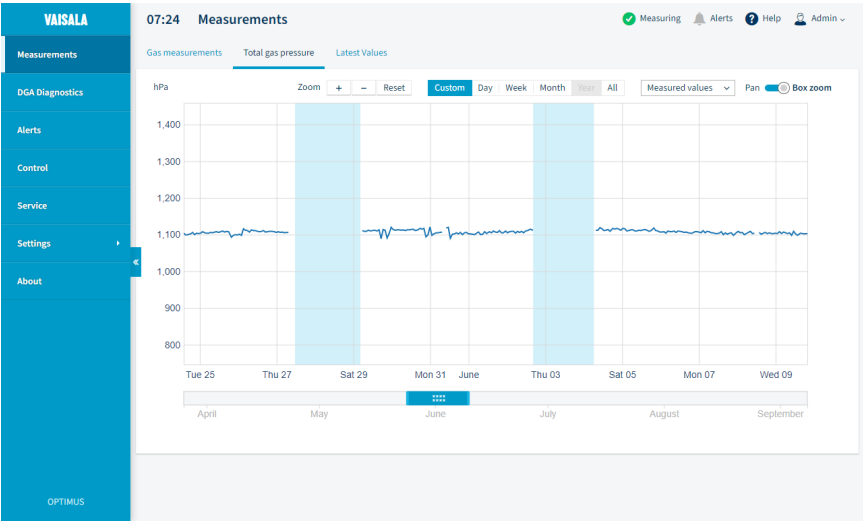 VAISALA
07:24 Measurements
Measuring Alerts ? Help Admin
Measurements
Gas measurements Total gas pressure Latest Values
DGA Diagnostics
hPa Zoom + − Reset Custom Day Week Month Year All Measured values Pan Box zoom
Alerts
Control
Service
Settings
About
«
1,400
1,300
1,200
1,100
1,000
900
800
Tue 25 Thu 27 Sat 29 Mon 31 June Thu 03 Sat 05 Mon 07 Wed 09
April May June July August September
OPTIMUS